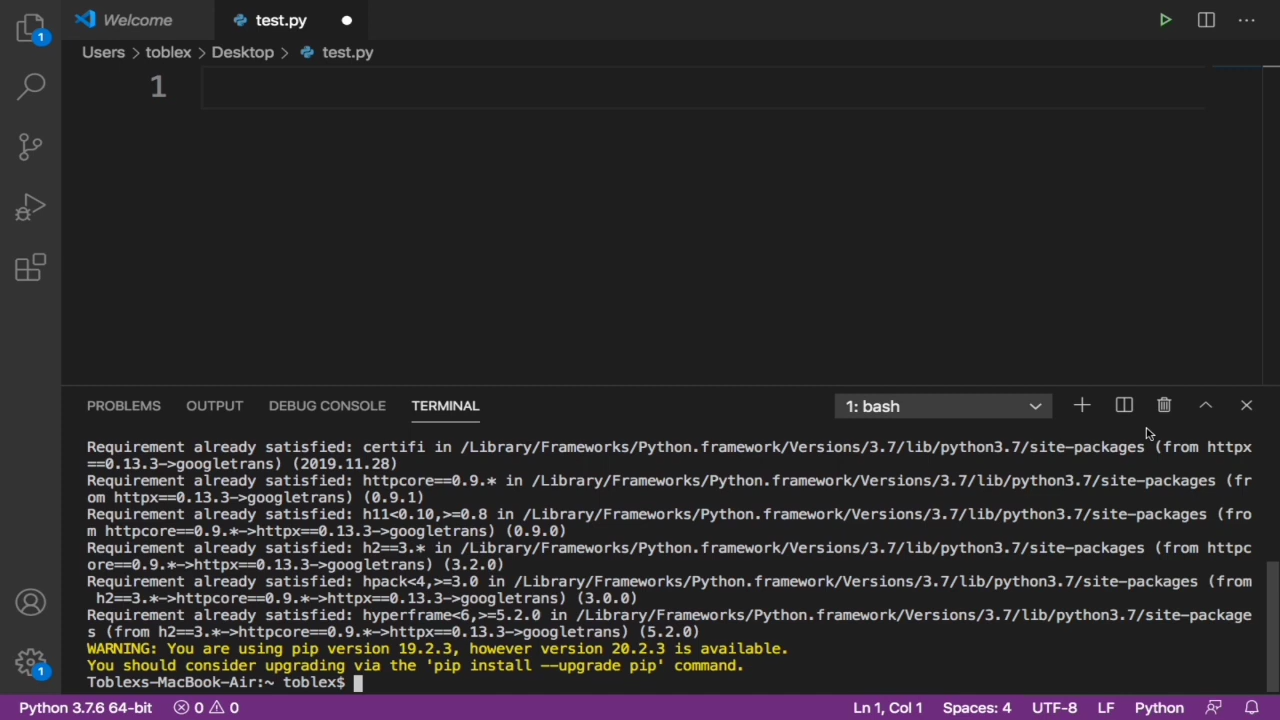 1
Welcome
test.py
Users > toblex > Desktop > test.py
1
PROBLEMS OUTPUT DEBUG CONSOLE TERMINAL
1: bash
Requirement already satisfied: certifi in /Library/Frameworks/Python.framework/Versions/3.7/lib/python3.7/site-packages (from httpx
==0.13.3->googletrans) (2019.11.28)
Requirement already satisfied: httpcore==0.9.* in /Library/Frameworks/Python.framework/Versions/3.7/lib/python3.7/site-packages (fr
om httpx==0.13.3->googletrans) (0.9.1)
Requirement already satisfied: h11<0.10,>=0.8 in /Library/Frameworks/Python.framework/Versions/3.7/lib/python3.7/site-packages (fro
m httpcore==0.9.*->httpx==0.13.3->googletrans) (0.9.0)
Requirement already satisfied: h2==3.* in /Library/Frameworks/Python.framework/Versions/3.7/lib/python3.7/site-packages (from httpc
ore==0.9.*->httpx==0.13.3->googletrans) (3.2.0)
Requirement already satisfied: hpack<4,>=3.0 in /Library/Frameworks/Python.framework/Versions/3.7/lib/python3.7/site-packages (from
 h2==3.*->httpcore==0.9.*->httpx==0.13.3->googletrans) (3.0.0)
Requirement already satisfied: hyperframe<6,>=5.2.0 in /Library/Frameworks/Python.framework/Versions/3.7/lib/python3.7/site-package
s (from h2==3.*->httpcore==0.9.*->httpx==0.13.3->googletrans) (5.2.0)
WARNING: You are using pip version 19.2.3, however version 20.2.3 is available.
You should consider upgrading via the 'pip install --upgrade pip' command.
Toblexs-MacBook-Air:~ toblex$
1
Python 3.7.6 64-bit 0 0 Ln 1, Col 1 Spaces: 4 UTF-8 LF Python